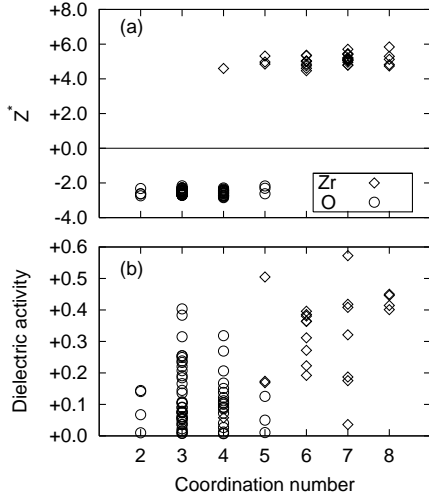 +8.0
(a)
+6.0
+4.0
Z*
+2.0
+0.0
-2.0
Zr
O
-4.0
+0.6
(b)
+0.5
+0.4
Dielectric activity
+0.3
+0.2
+0.1
+0.0
2 3 4 5 6 7 8
Coordination number